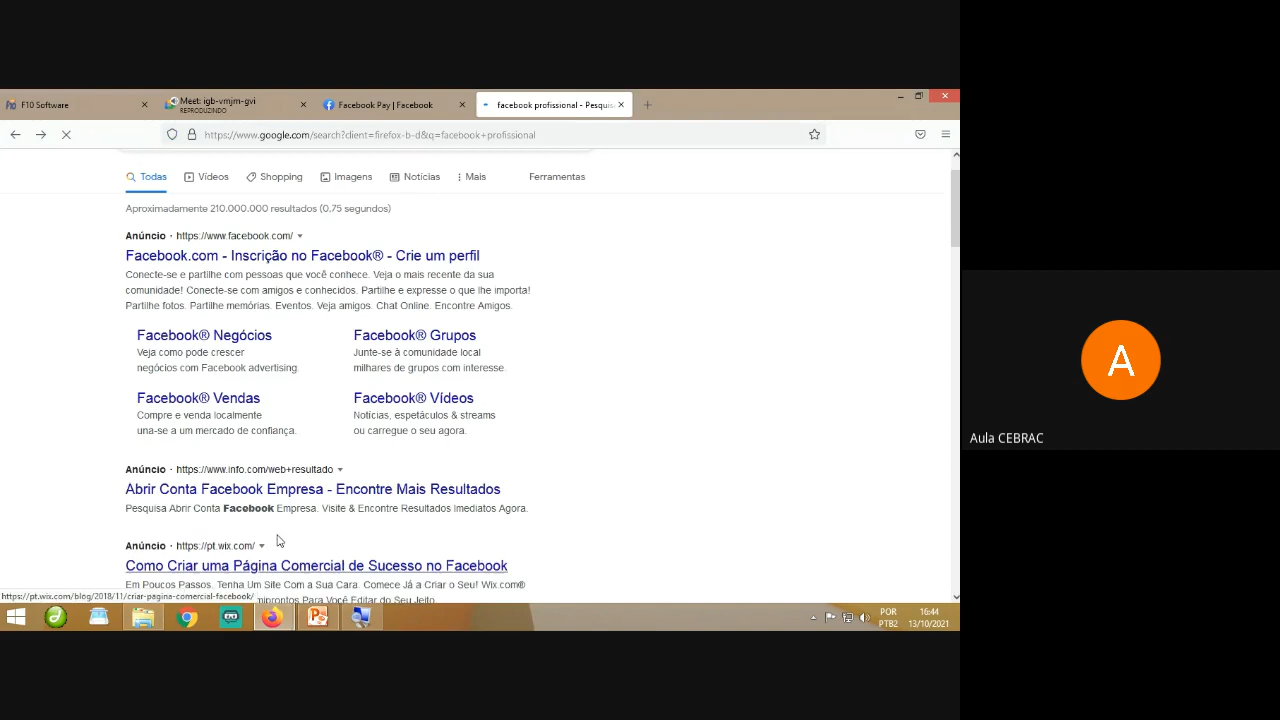 F10 Software
Meet: igb-vmjm-gvi
REPRODUZINDO
Facebook Pay | Facebook
facebook profissional - Pesquis
https://www.google.com/search?client=firefox-b-d&q=facebook+profissional
Todas
Vídeos
Shopping
Imagens
Notícias
Mais
Ferramentas
Aproximadamente 210.000.000 resultados (0,75 segundos)
Anúncio · https://www.facebook.com/
Facebook.com - Inscrição no Facebook® - Crie um perfil
Conecte-se e partilhe com pessoas que você conhece. Veja o mais recente da sua
comunidade! Conecte-se com amigos e conhecidos. Partilhe e expresse o que lhe importa!
Partilhe fotos. Partilhe memórias. Eventos. Veja amigos. Chat Online. Encontre Amigos.
Facebook® Negócios
Veja como pode crescer
negócios com Facebook advertising.
Facebook® Grupos
Junte-se à comunidade local
milhares de grupos com interesse.
Facebook® Vendas
Compre e venda localmente
una-se a um mercado de confiança.
Facebook® Vídeos
Notícias, espetáculos & streams
ou carregue o seu agora.
Anúncio · https://www.info.com/web+resultado
Abrir Conta Facebook Empresa - Encontre Mais Resultados
Pesquisa Abrir Conta Facebook Empresa. Visite & Encontre Resultados Imediatos Agora.
Anúncio · https://pt.wix.com/
Como Criar uma Página Comercial de Sucesso no Facebook
Em Poucos Passos, Tenha Um Site Com a Sua Cara. Comece Já a Criar o Seu! Wix.com®
https://pt.wix.com/blog/2018/11/criar-pagina-comercial-facebook/
Para Você Editar do Seu Jeito
POR
PTB2
16:44
13/10/2021
A
Aula CEBRAC